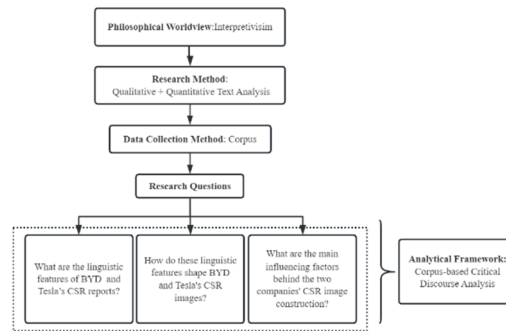 Philosophical Worldview:Interpretivisim
Research Method:
Qualitative + Quantitative Text Analysis
Data Collection Method: Corpus
Research Questions
What are the linguistic
features of BYD and
Tesla's CSR reports?
How do these linguistic
features shape BYD
and Tesla's CSR
images?
What are the main
influencing factors
behind the two
companies' CSR image
construction?
Analytical Framework:
Corpus-based Critical
Discourse Analysis